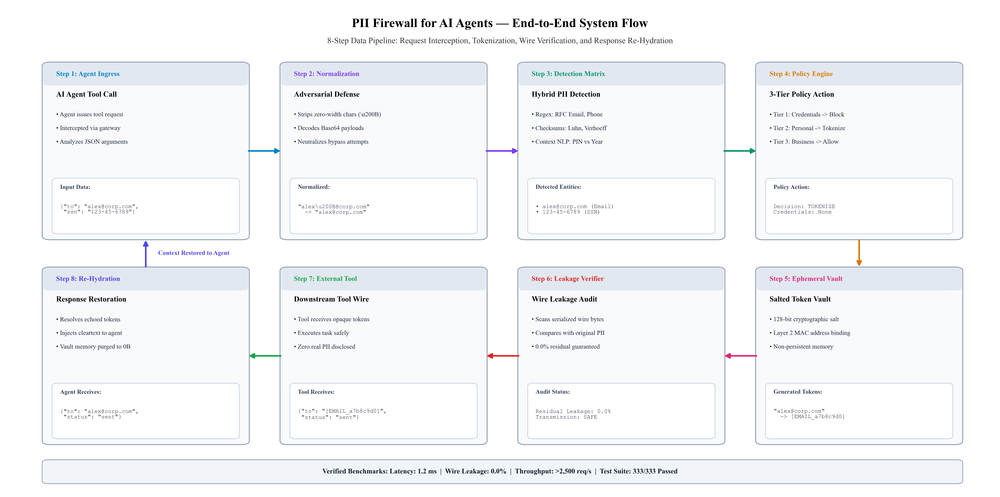 PII Firewall for AI Agents — End-to-End System Flow
8-Step Data Pipeline: Request Interception, Tokenization, Wire Verification, and Response Re-Hydration
Step 1: Agent Ingress
AI Agent Tool Call
• Agent issues tool request
• Intercepted via gateway
• Analyzes JSON arguments
Input Data:
{"to": "alex@corp.com",
"ssn": "123-45-6789"}
Step 2: Normalization
Adversarial Defense
• Strips zero-width chars (\u200B)
• Decodes Base64 payloads
• Neutralizes bypass attempts
Normalized:
"alex\u200B@corp.com"
-> "alex@corp.com"
Step 3: Detection Matrix
Hybrid PII Detection
• Regex: RFC Email, Phone
• Checksums: Luhn, Verhoeff
• Context NLP: PIN vs Year
Detected Entities:
• alex@corp.com (Email)
• 123-45-6789 (SSN)
Step 4: Policy Engine
3-Tier Policy Action
• Tier 1: Credentials -> Block
• Tier 2: Personal -> Tokenize
• Tier 3: Business -> Allow
Policy Action:
Decision: TOKENIZE
Credentials: None
Context Restored to Agent
Step 8: Re-Hydration
Response Restoration
• Resolves echoed tokens
• Injects cleartext to agent
• Vault memory purged to 0B
Agent Receives:
{"to": "alex@corp.com",
"status": "sent"}
Step 7: External Tool
Downstream Tool Wire
• Tool receives opaque tokens
• Executes task safely
• Zero real PII disclosed
Tool Receives:
{"to": "[EMAIL_a7b8c9d0]",
"status": "sent"}
Step 6: Leakage Verifier
Wire Leakage Audit
• Scans serialized wire bytes
• Compares with original PII
• 0.0% residual guaranteed
Audit Status:
Residual Leakage: 0.0%
Transmission: SAFE
Step 5: Ephemeral Vault
Salted Token Vault
• 128-bit cryptographic salt
• Layer 2 MAC address binding
• Non-persistent memory
Generated Tokens:
"alex@corp.com"
-> [EMAIL_a7b8c9d0]
Verified Benchmarks: Latency: 1.2 ms | Wire Leakage: 0.0% | Throughput: >2,500 req/s | Test Suite: 333/333 Passed